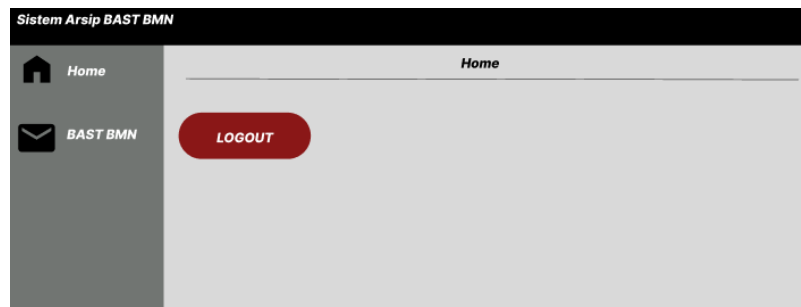 Sistem Arsip BAST BMN
Home
Home
BAST BMN
LOGOUT